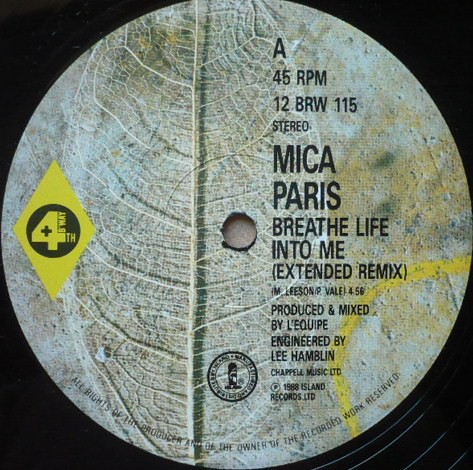 A
45 RPM
12 BRW 115
STEREO
MICA
PARIS
BREATHE LIFE
INTO ME
(EXTENDED REMIX)
(M. LEESON/P. VALE) 4:56
PRODUCED & MIXED
BY L'EQUIPE
ENGINEERED BY
LEE HAMBLIN
CHAPPELL MUSIC LTD
℗ 1988 ISLAND
RECORDS LTD
4TH
+
B'WAY
ALL RIGHTS OF THE PRODUCER AND OF THE OWNER OF THE RECORDED WORK RESERVED.